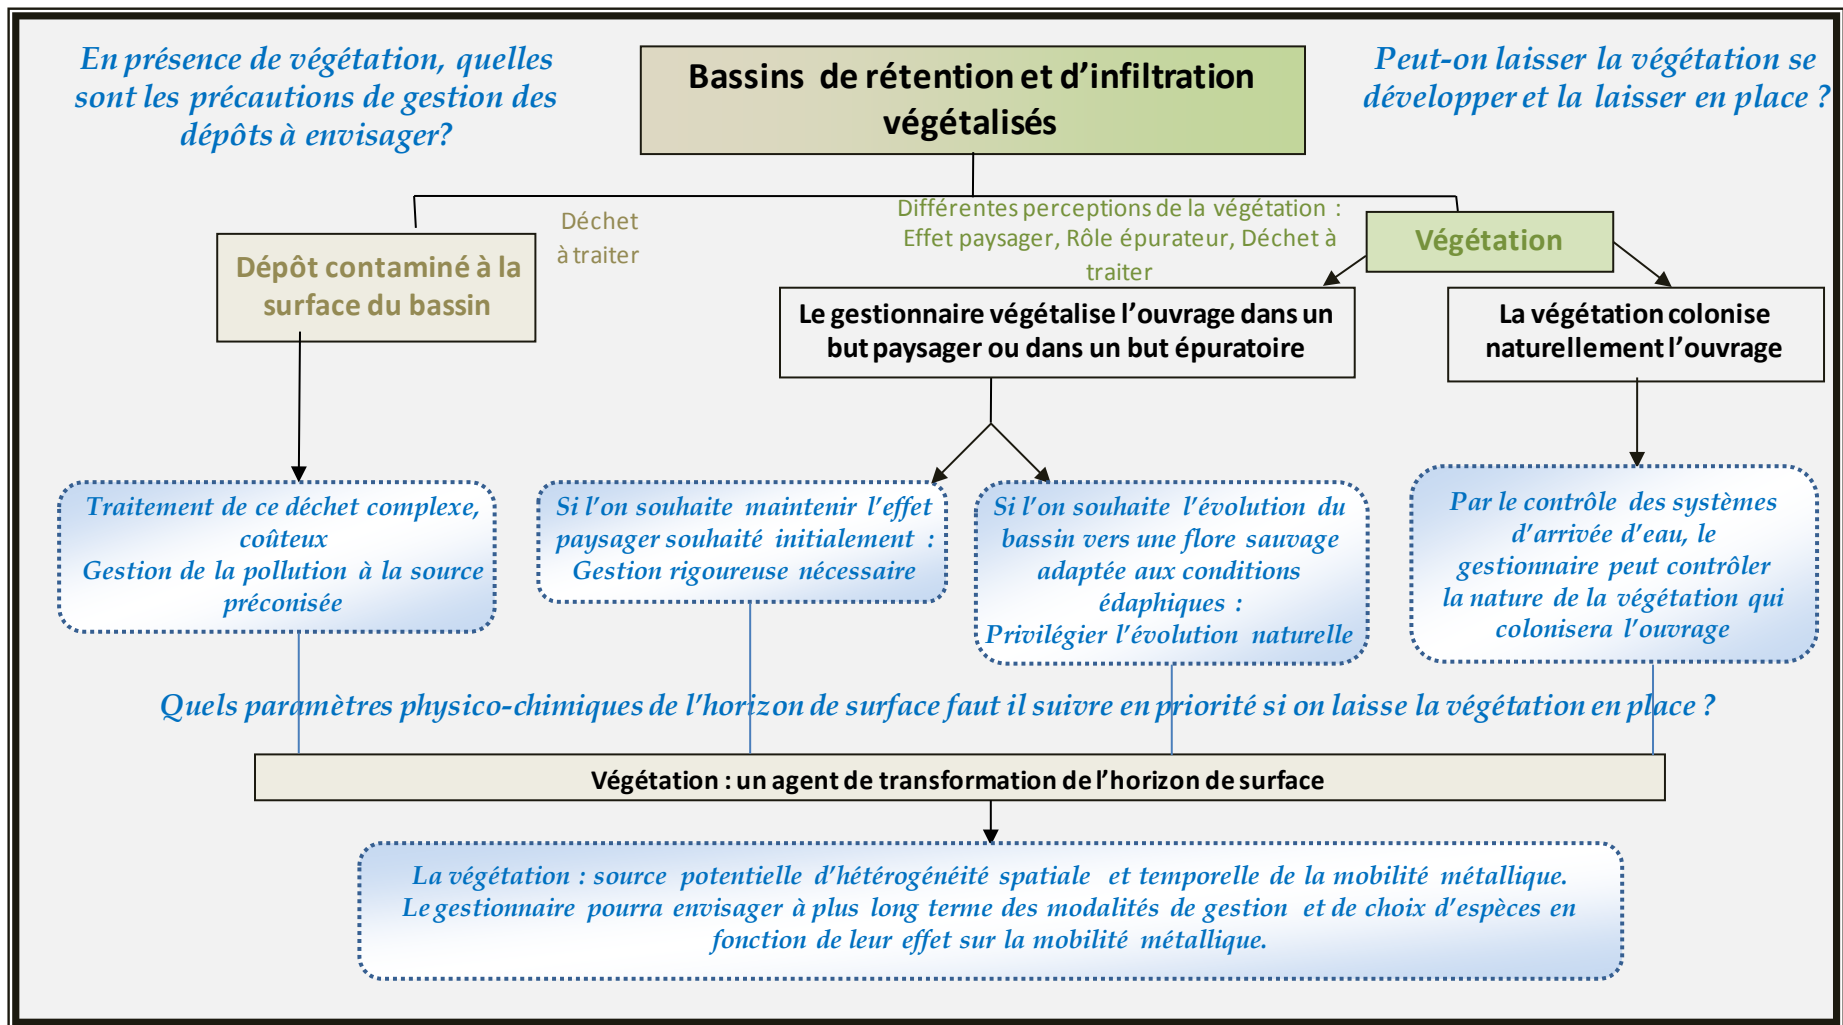 En présence de végétation, quelles
sont les précautions de gestion des
dépôts à envisager?
Bassins de rétention et d’infiltration
végétalisés
Peut-on laisser la végétation se
développer et la laisser en place ?
Déchet
à traiter
Différentes perceptions de la végétation :
Effet paysager, Rôle épurateur, Déchet à
traiter
Végétation
Dépôt contaminé à la
surface du bassin
Le gestionnaire végétalise l’ouvrage dans un
but paysager ou dans un but épuratoire
La végétation colonise
naturellement l’ouvrage
Traitement de ce déchet complexe,
coûteux
Gestion de la pollution à la source
préconisée
Si l’on souhaite maintenir l’effet
paysager souhaité initialement :
Gestion rigoureuse nécessaire
Si l’on souhaite l’évolution du
bassin vers une flore sauvage
adaptée aux conditions
édaphiques :
Privilégier l’évolution naturelle
Par le contrôle des systèmes
d’arrivée d’eau, le
gestionnaire peut contrôler
la nature de la végétation qui
colonisera l’ouvrage
Quels paramètres physico-chimiques de l’horizon de surface faut il suivre en priorité si on laisse la végétation en place ?
Végétation : un agent de transformation de l’horizon de surface
La végétation : source potentielle d’hétérogénéité spatiale et temporelle de la mobilité métallique.
Le gestionnaire pourra envisager à plus long terme des modalités de gestion et de choix d’espèces en
fonction de leur effet sur la mobilité métallique.